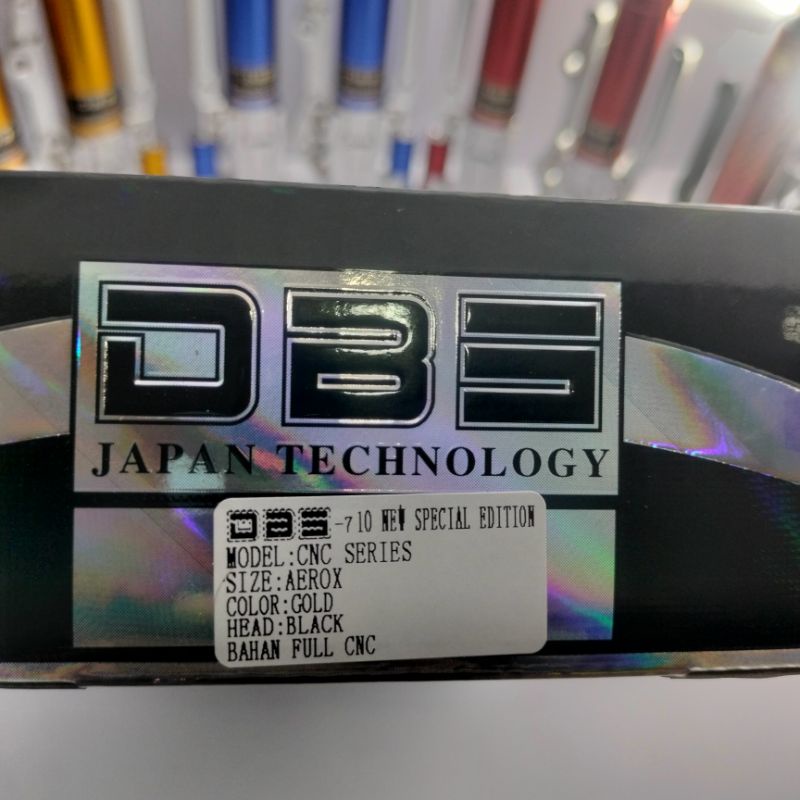 DBS
JAPAN TECHNOLOGY
DBS-710 NEW SPECIAL EDITION
MODEL:CNC SERIES
SIZE:AEROX
COLOR:GOLD
HEAD:BLACK
BAHAN FULL CNC